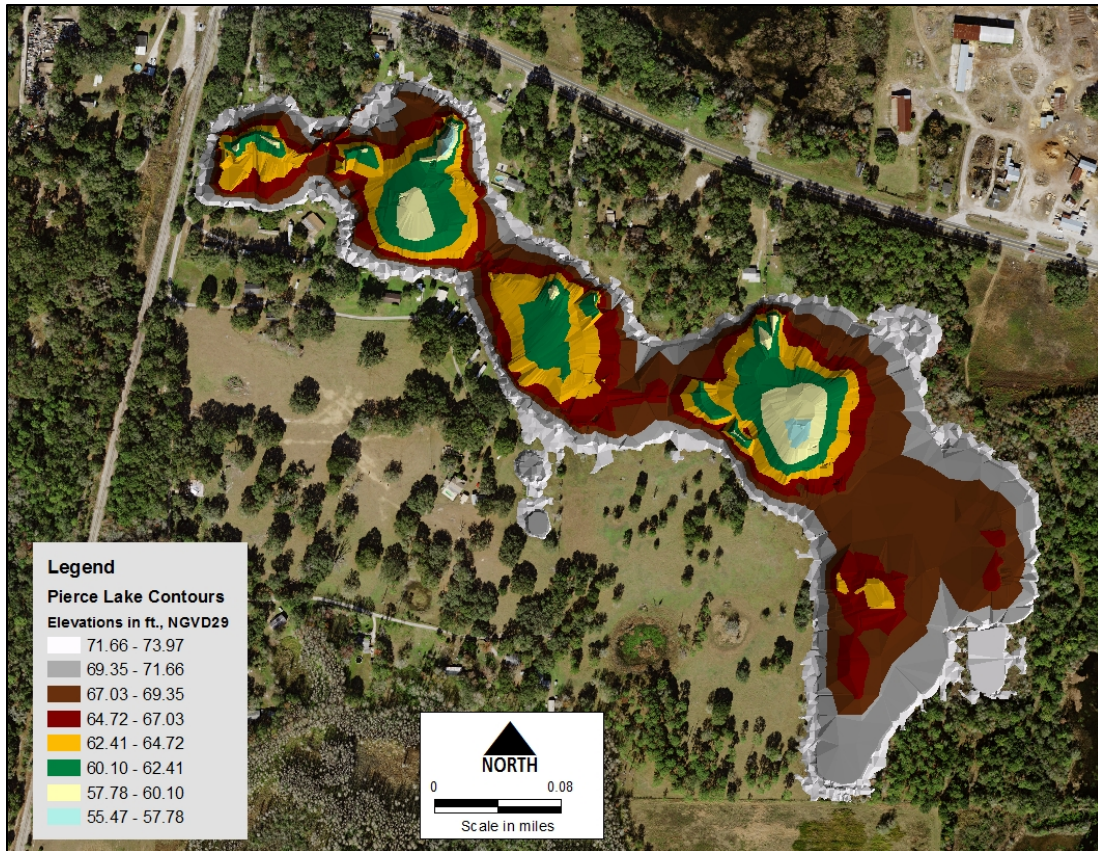 Legend
Pierce Lake Contours
Elevations in ft., NGVD29
71.66 - 73.97
69.35 - 71.66
67.03 - 69.35
64.72 - 67.03
62.41 - 64.72
60.10 - 62.41
57.78 - 60.10
55.47 - 57.78
NORTH
0 0.08
Scale in miles